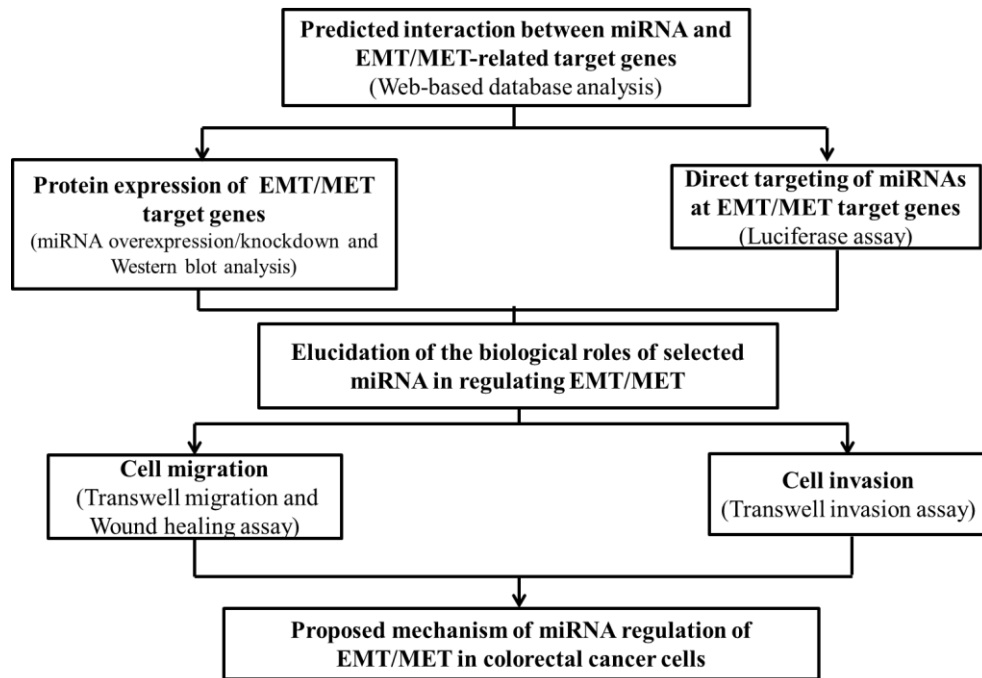 Predicted interaction between miRNA and
EMT/MET-related target genes
(Web-based database analysis)
Protein expression of EMT/MET
target genes
(miRNA overexpression/knockdown and
Western blot analysis)
Direct targeting of miRNAs
at EMT/MET target genes
(Luciferase assay)
Elucidation of the biological roles of selected
miRNA in regulating EMT/MET
Cell migration
(Transwell migration and
Wound healing assay)
Cell invasion
(Transwell invasion assay)
Proposed mechanism of miRNA regulation of
EMT/MET in colorectal cancer cells